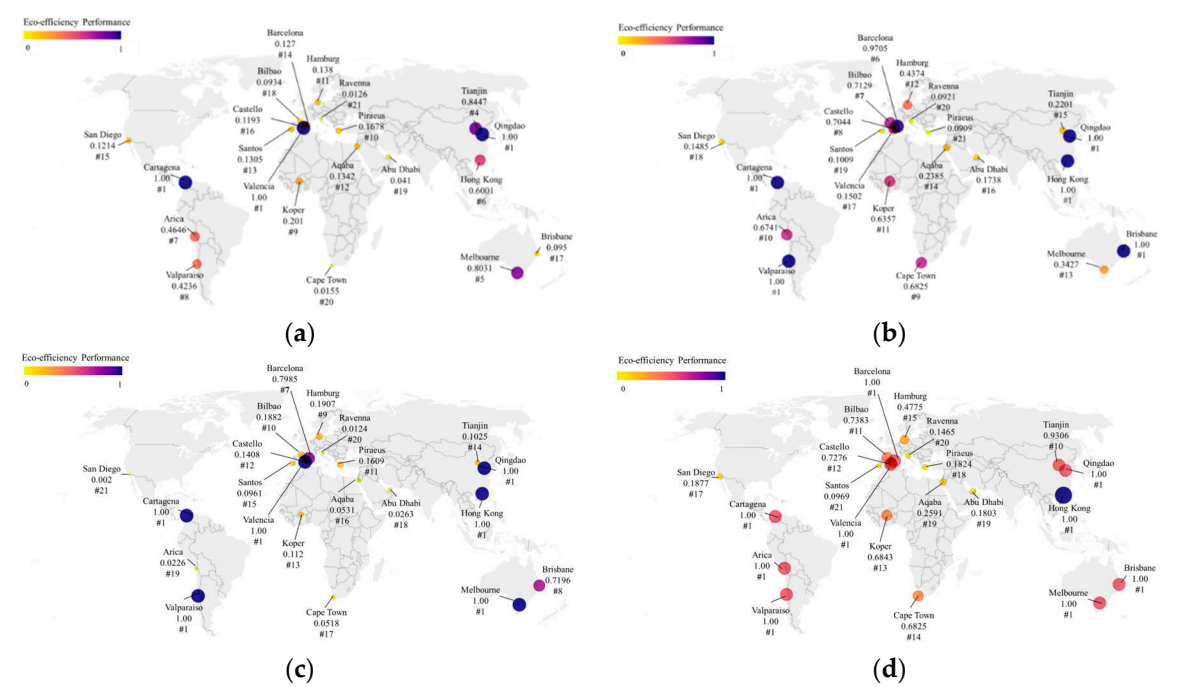 Eco-efficiency Performance
0
1
Barcelona
0.127
#14
Hamburg
0.138
#11
Bilbao
0.0934
#18
Ravenna
0.0126
#21
Castello
0.1193
#16
Piraeus
0.1678
#10
Tianjin
0.8447
#4
Qingdao
1.00
#1
San Diego
0.1214
#15
Santos
0.1305
#13
Cartagena
1.00
#1
Valencia
1.00
#1
Aqaba
0.1342
#12
Abu Dhabi
0.041
#19
Hong Kong
0.6001
#6
Koper
0.201
#9
Arica
0.4646
#7
Brisbane
0.095
#17
Melbourne
0.8031
#5
Valparaiso
0.4236
#8
Cape Town
0.0155
#20
(a)
Eco-efficiency Performance
0
1
Barcelona
0.9705
#6
Hamburg
0.4374
#12
Bilbao
0.7129
#7
Ravenna
0.0921
#20
Castello
0.7044
#8
Piraeus
0.0909
#21
Tianjin
0.2201
#15
Qingdao
1.00
#1
San Diego
0.1485
#18
Santos
0.1009
#19
Cartagena
1.00
#1
Valencia
0.1502
#17
Aqaba
0.2385
#14
Abu Dhabi
0.1738
#16
Hong Kong
1.00
#1
Koper
0.6357
#11
Arica
0.6741
#10
Brisbane
1.00
#1
Melbourne
0.3427
#13
Valparaiso
1.00
#1
Cape Town
0.6825
#9
(b)
Eco-efficiency Performance
0
1
Barcelona
0.7985
#7
Hamburg
0.1907
#9
Bilbao
0.1882
#10
Ravenna
0.0124
#20
Castello
0.1408
#12
Piraeus
0.1609
#11
Tianjin
0.1025
#14
Qingdao
1.00
#1
San Diego
0.002
#21
Santos
0.0961
#15
Cartagena
1.00
#1
Valencia
1.00
#1
Aqaba
0.0531
#16
Abu Dhabi
0.0263
#18
Hong Kong
1.00
#1
Koper
0.112
#13
Arica
0.0226
#19
Brisbane
0.7196
#8
Melbourne
1.00
#1
Valparaiso
1.00
#1
Cape Town
0.0518
#17
(c)
Eco-efficiency Performance
0
1
Barcelona
1.00
#1
Hamburg
0.4775
#15
Bilbao
0.7383
#11
Ravenna
0.1465
#20
Castello
0.7276
#12
Piraeus
0.1824
#18
Tianjin
0.9306
#10
Qingdao
1.00
#1
San Diego
0.1877
#17
Santos
0.0969
#21
Cartagena
1.00
#1
Valencia
1.00
#1
Aqaba
0.2591
#19
Abu Dhabi
0.1803
#19
Hong Kong
1.00
#1
Koper
0.6843
#13
Arica
1.00
#1
Brisbane
1.00
#1
Melbourne
1.00
#1
Valparaiso
1.00
#1
Cape Town
0.6825
#14
(d)